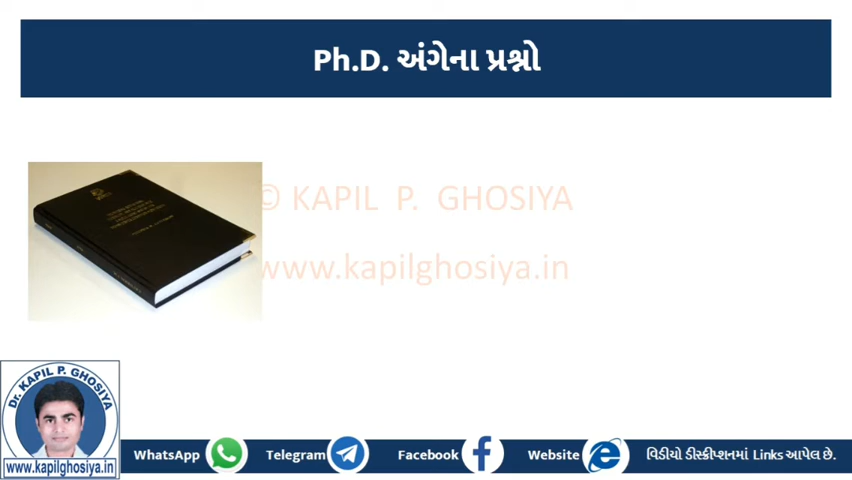 Ph.D. અંગેના પ્રશ્નો
© KAPIL P. GHOSIYA
www.kapilghosiya.in
Dr. KAPIL P. GHOSIYA
www.kapilghosiya.in
WhatsApp Telegram Facebook Website વિડીયો ડીસ્ક્રીપ્શનમાં Links આપેલ છે.